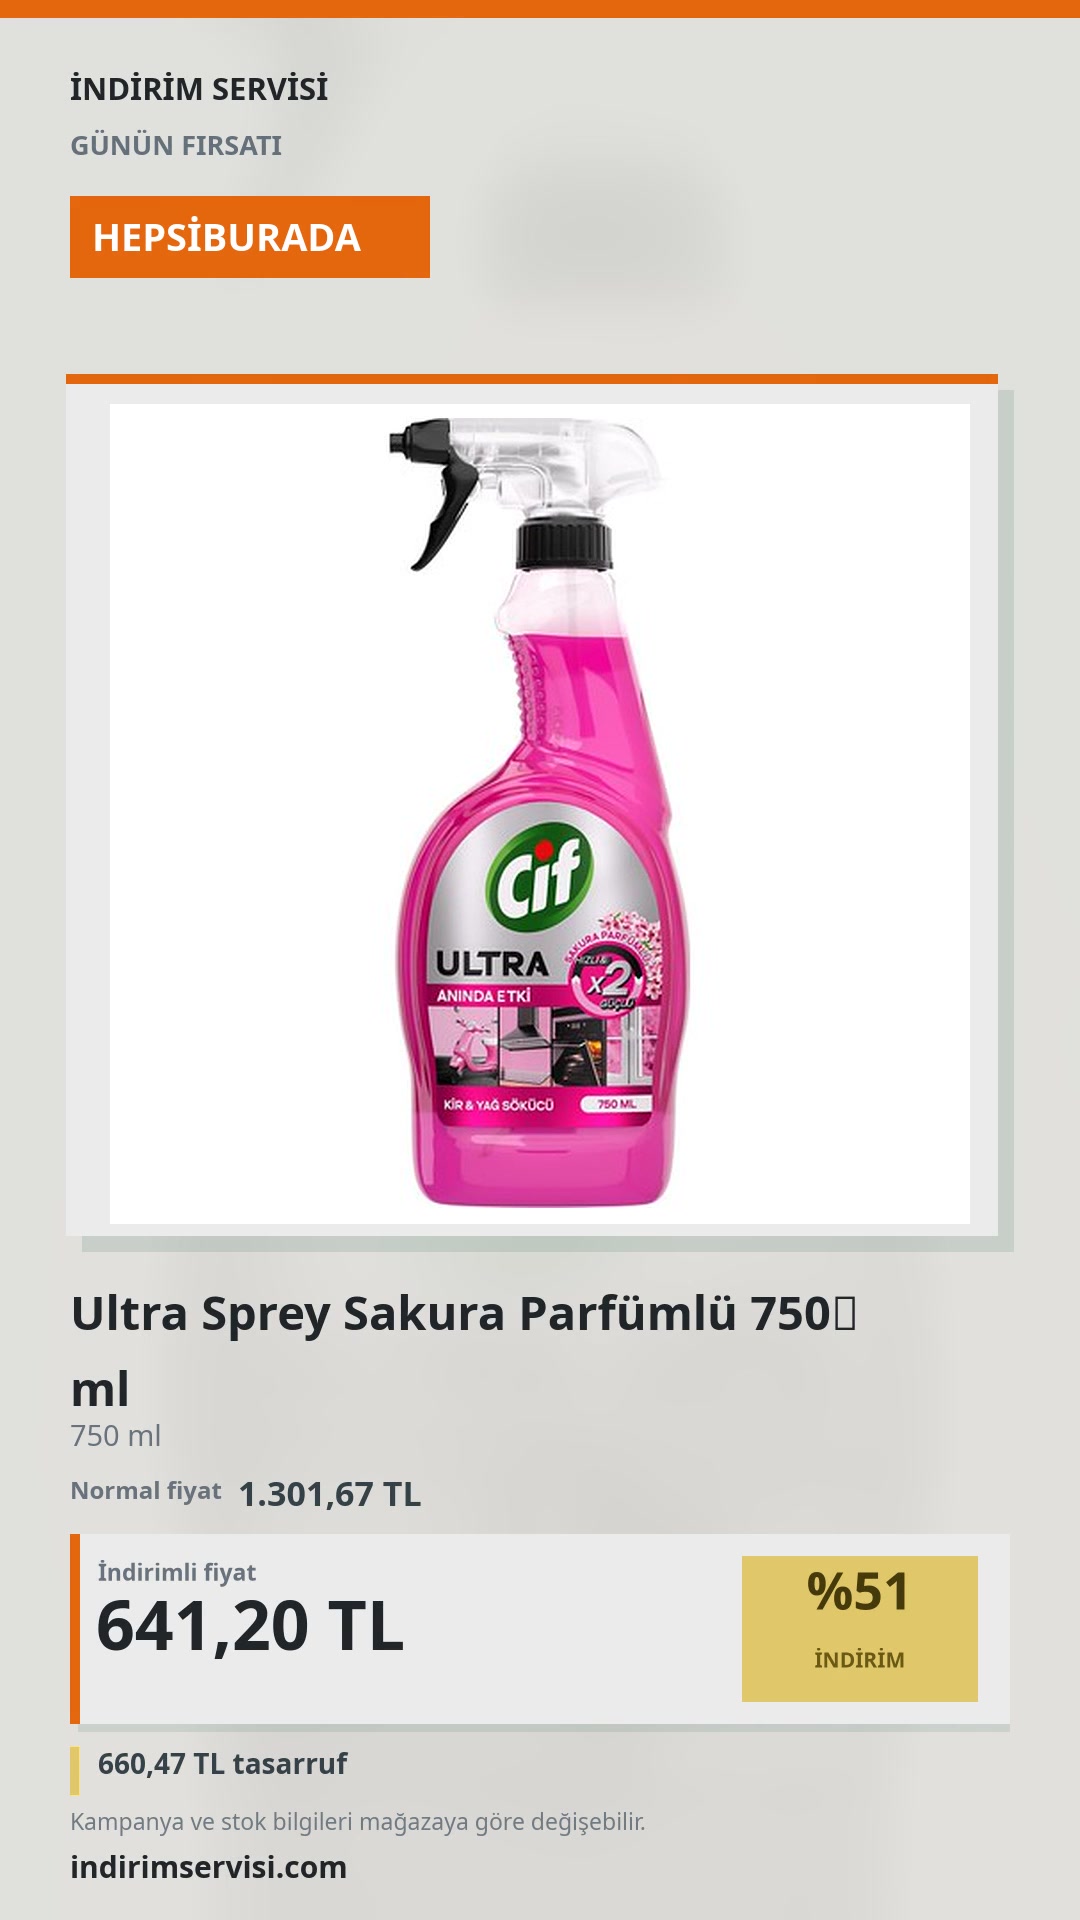 İNDİRİM SERVİSİ
GÜNÜN FIRSATI
HEPSİBURADA
Cif
ULTRA
SAKURA PARFÜMLÜ
HIZLI &
x2
GÜÇLÜ
ANINDA ETKİ
KİR & YAĞ SÖKÜCÜ
750 ML
Ultra Sprey Sakura Parfümlü 750
ml
750 ml
Normal fiyat 1.301,67 TL
İndirimli fiyat
641,20 TL
%51
İNDİRİM
660,47 TL tasarruf
Kampanya ve stok bilgileri mağazaya göre değişebilir.
indirimservisi.com